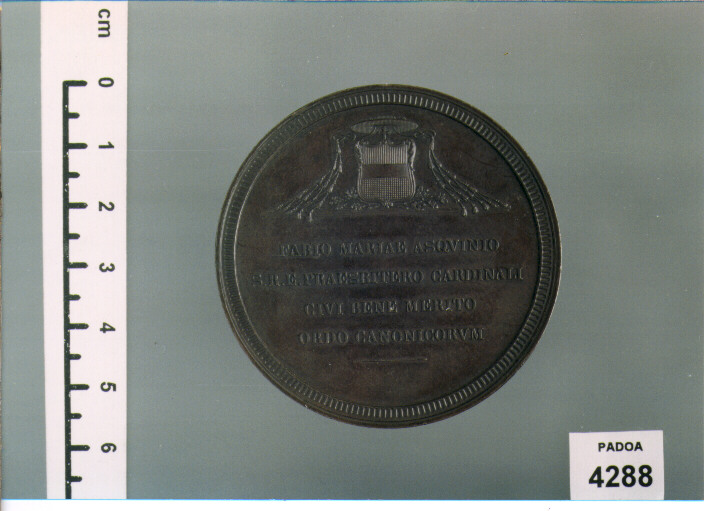 cm
0
1
2
3
4
5
6
FABIO MARIAE ASQVINIO
S.R.E. PRAESBITERO CARDINALI
CIVI BENE MERITO
ORDO CANONICORVM
PADOA
4288